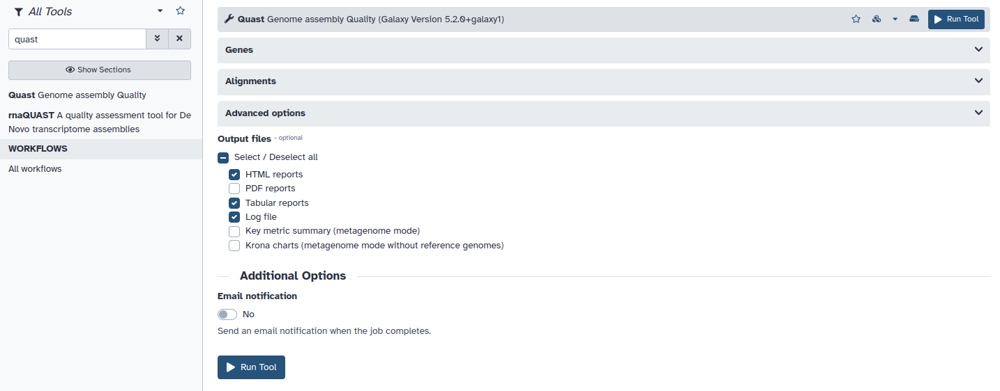 All Tools
quast
Show Sections
Quast Genome assembly Quality
rnaQUAST A quality assessment tool for De
Novo transcriptome assemblies
WORKFLOWS
All workflows
Quast Genome assembly Quality (Galaxy Version 5.2.0+galaxy1)
Run Tool
Genes
Alignments
Advanced options
Output files - optional
Select / Deselect all
HTML reports
PDF reports
Tabular reports
Log file
Key metric summary (metagenome mode)
Krona charts (metagenome mode without reference genomes)
Additional Options
Email notification
No
Send an email notification when the job completes.
Run Tool